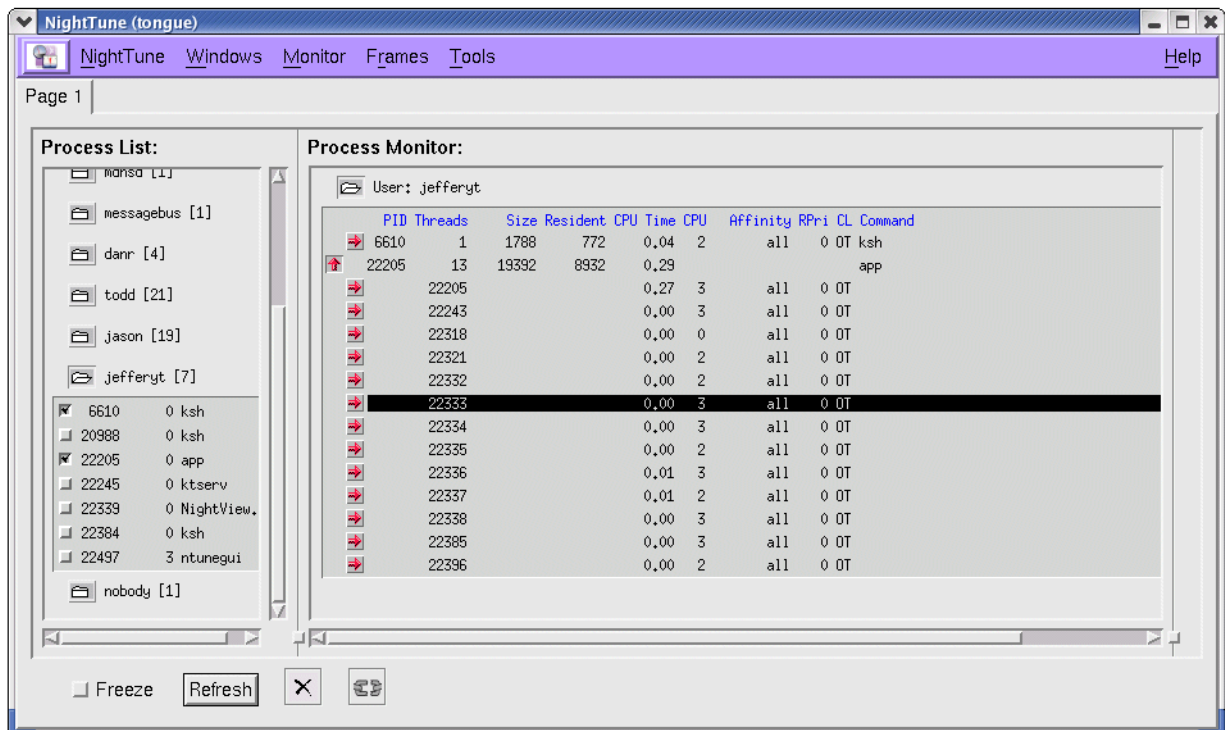 NightTune (tongue)
NightTune Windows Monitor Frames Tools Help
Page 1
Process List:
messagebus [1]
danr [4]
todd [21]
jason [19]
jefferyt [7]
6610 0 ksh
20988 0 ksh
22205 0 app
22245 0 ktserv
22339 0 NightView.
22384 0 ksh
22497 3 ntunegui
nobody [1]
Process Monitor:
User: jefferyt
PID Threads Size Resident CPU Time CPU Affinity RPri CL Command
6610 1 1788 772 0.04 2 all 0 OT ksh
22205 13 19392 8932 0.29 app
22205 0.27 3 all 0 OT
22243 0.00 3 all 0 OT
22318 0.00 0 all 0 OT
22321 0.00 2 all 0 OT
22332 0.00 2 all 0 OT
22333 0.00 3 all 0 OT
22334 0.00 3 all 0 OT
22335 0.00 2 all 0 OT
22336 0.01 3 all 0 OT
22337 0.01 2 all 0 OT
22338 0.00 3 all 0 OT
22385 0.00 3 all 0 OT
22396 0.00 2 all 0 OT
Freeze Refresh